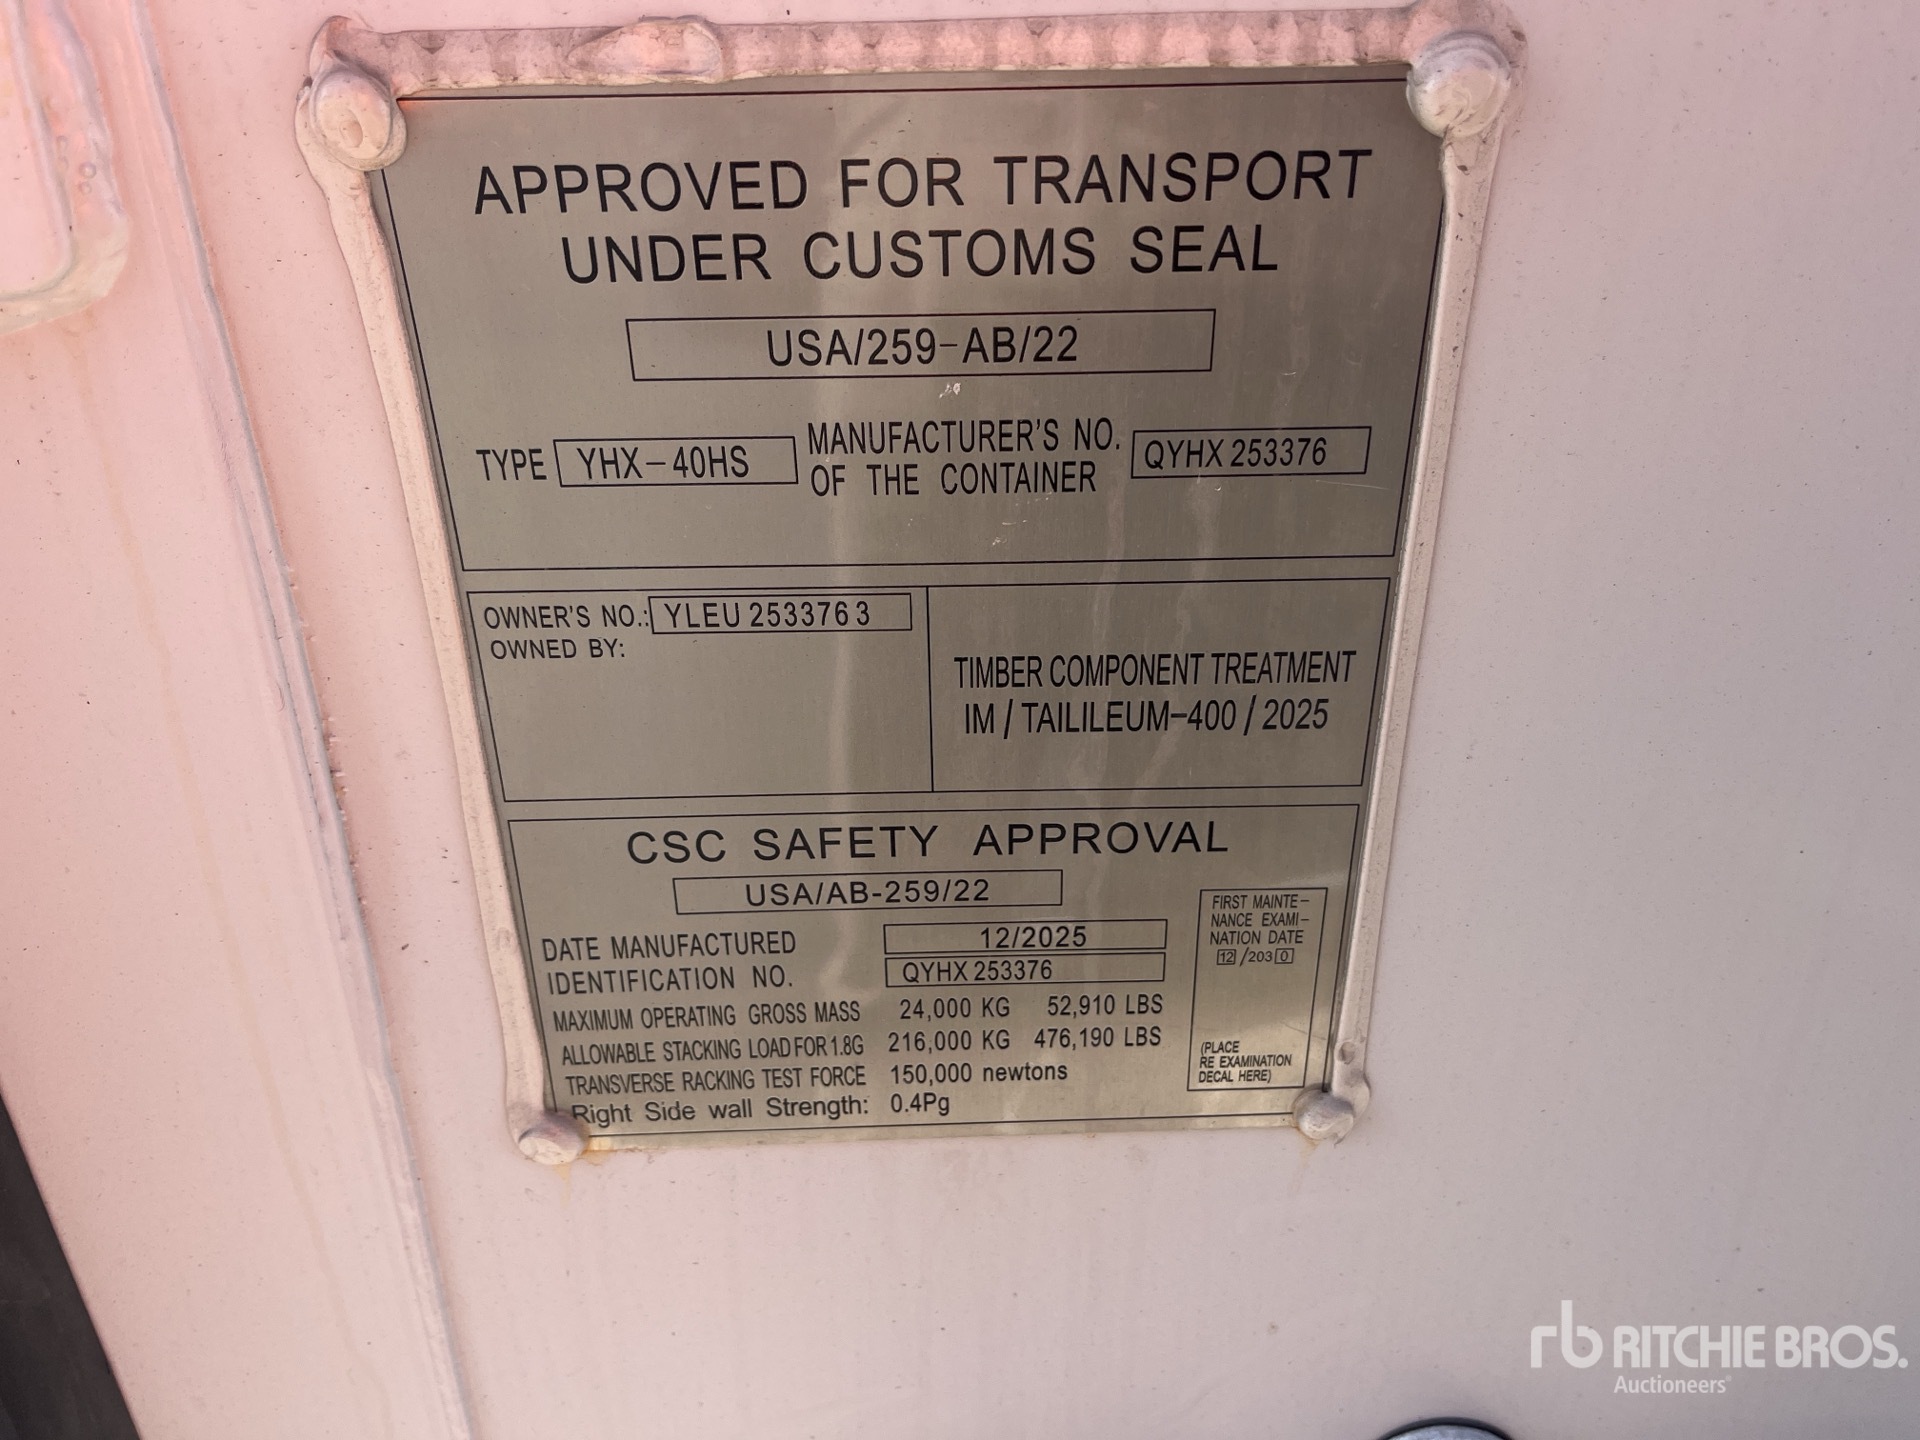 APPROVED FOR TRANSPORT
UNDER CUSTOMS SEAL
USA/259-AB/22
TYPE YHX-40HS MANUFACTURER'S NO. OF THE CONTAINER QYHX 253376
OWNER'S NO.: YLEU 2533763
OWNED BY:
TIMBER COMPONENT TREATMENT
IM / TAILILEUM-400 / 2025
CSC SAFETY APPROVAL
USA/AB-259/22
DATE MANUFACTURED 12/2025
IDENTIFICATION NO. QYHX 253376
MAXIMUM OPERATING GROSS MASS 24,000 KG 52,910 LBS
ALLOWABLE STACKING LOAD FOR 1.8G 216,000 KG 476,190 LBS
TRANSVERSE RACKING TEST FORCE 150,000 newtons
Right Side wall Strength: 0.4Pg
FIRST MAINTE-
NANCE EXAMI-
NATION DATE
12/2030
(PLACE
RE EXAMINATION
DECAL HERE)
rb RITCHIE BROS.
Auctioneers